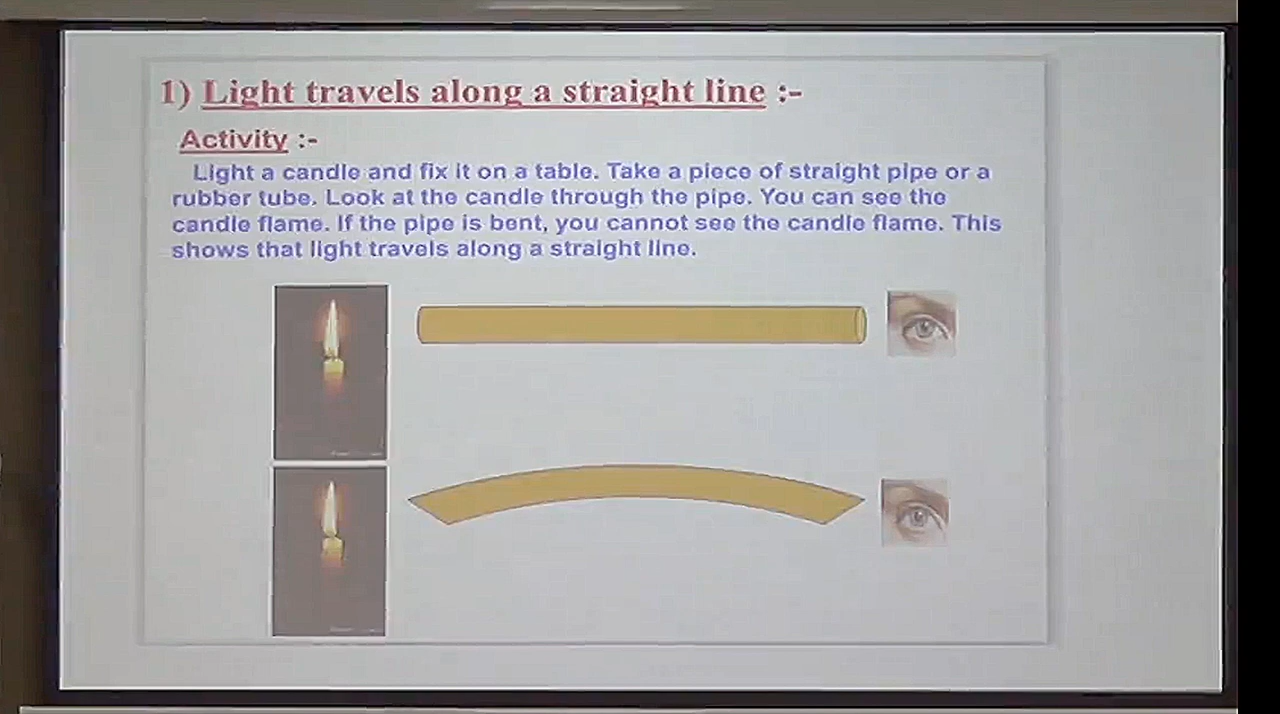 1) Light travels along a straight line :-
Activity :-
Light a candle and fix it on a table. Take a piece of straight pipe or a
rubber tube. Look at the candle through the pipe. You can see the
candle flame. If the pipe is bent, you cannot see the candle flame. This
shows that light travels along a straight line.